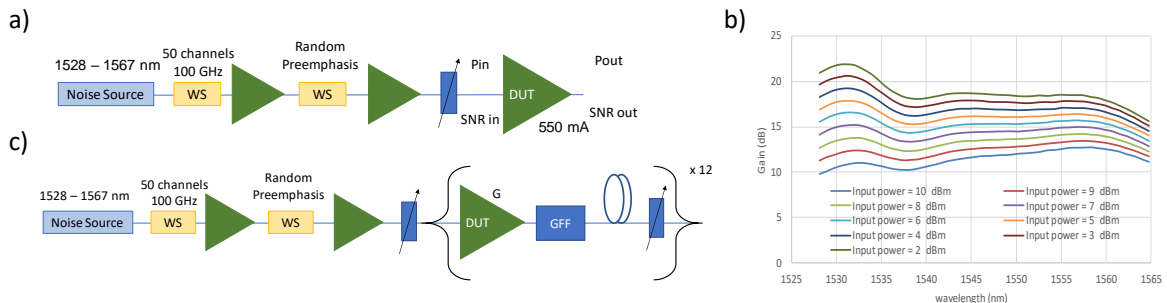 a)
1528 – 1567 nm
50 channels
100 GHz
Random
Preemphasis
Noise Source
WS
WS
Pin
SNR in
DUT
550 mA
Pout
SNR out
c)
1528 – 1567 nm
50 channels
100 GHz
Random
Preemphasis
Noise Source
WS
WS
DUT
G
GFF
x 12
b)
Gain (dB)
25
20
15
10
5
0
Input power = 10 dBm
Input power = 9 dBm
Input power = 8 dBm
Input power = 7 dBm
Input power = 6 dBm
Input power = 5 dBm
Input power = 4 dBm
Input power = 3 dBm
Input power = 2 dBm
1525 1530 1535 1540 1545 1550 1555 1560 1565
wavelength (nm)